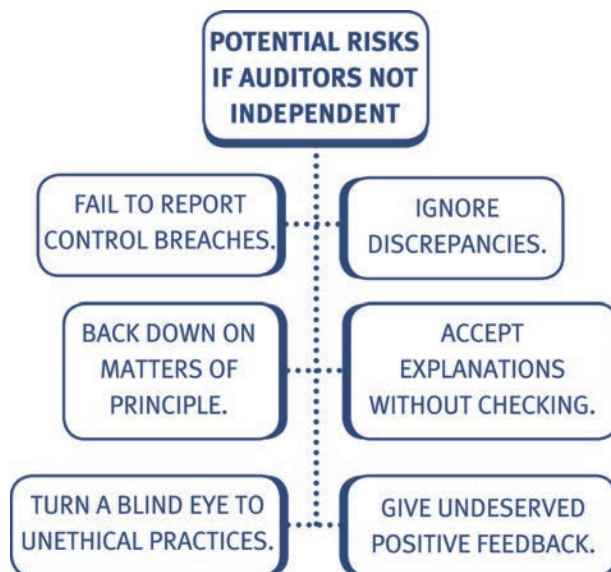 POTENTIAL RISKS
IF AUDITORS NOT
INDEPENDENT
FAIL TO REPORT
CONTROL BREACHES.
IGNORE
DISCREPANCIES.
BACK DOWN ON
MATTERS OF
PRINCIPLE.
ACCEPT
EXPLANATIONS
WITHOUT CHECKING.
TURN A BLIND EYE TO
UNETHICAL PRACTICES.
GIVE UNDESERVED
POSITIVE FEEDBACK.